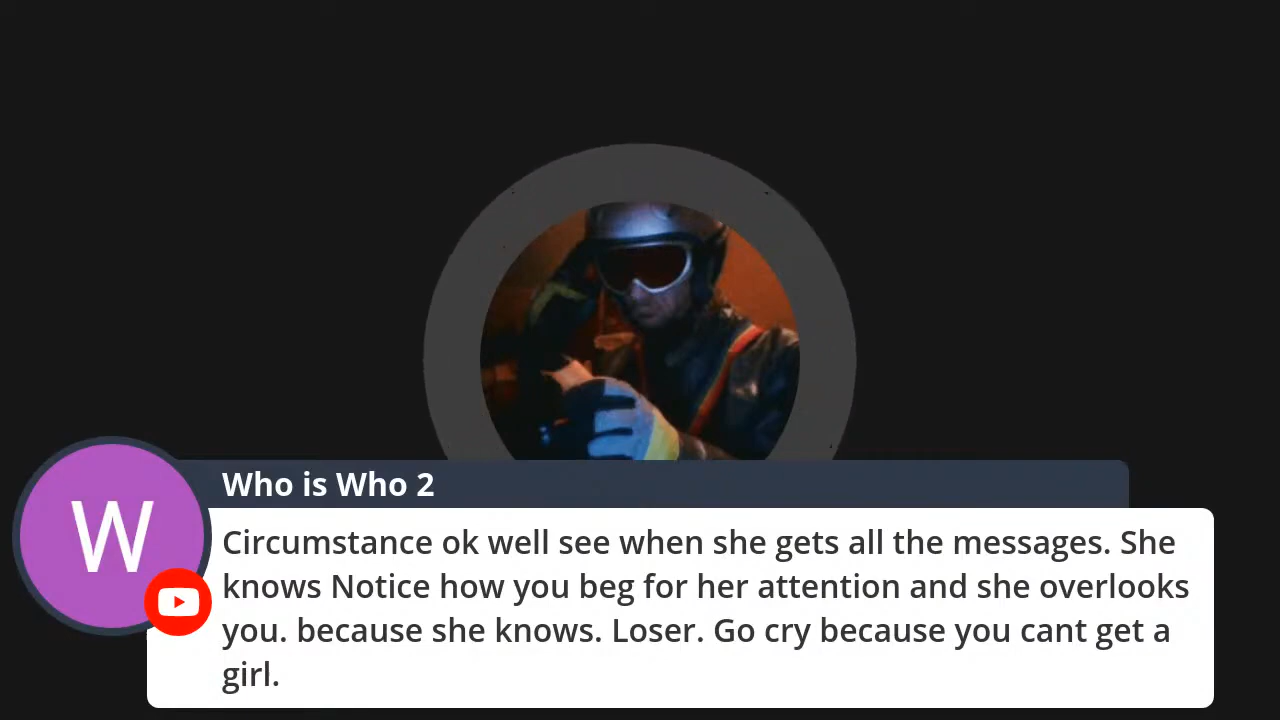 Who is Who 2
W
Circumstance ok well see when she gets all the messages. She
knows Notice how you beg for her attention and she overlooks
you. because she knows. Loser. Go cry because you cant get a
girl.